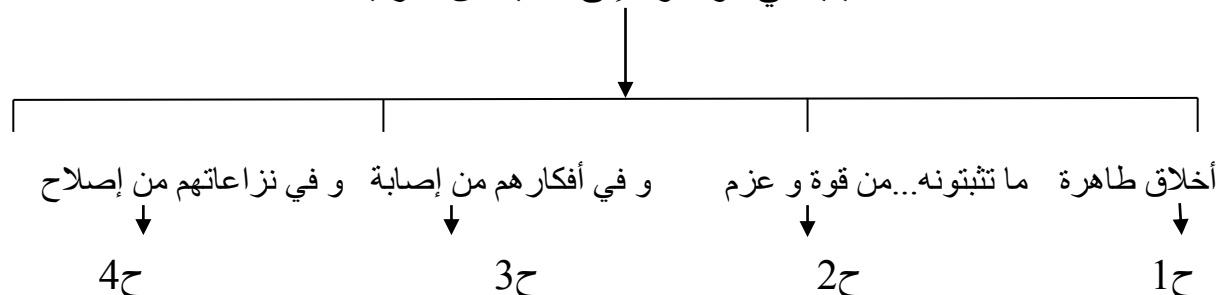 أخلاق طاهرة ما تثبتونه...من قوة و عزم و في أفكارهم من إصابة و في نزاعاتهم من إصلاح
ح1 ح2 ح3 ح4